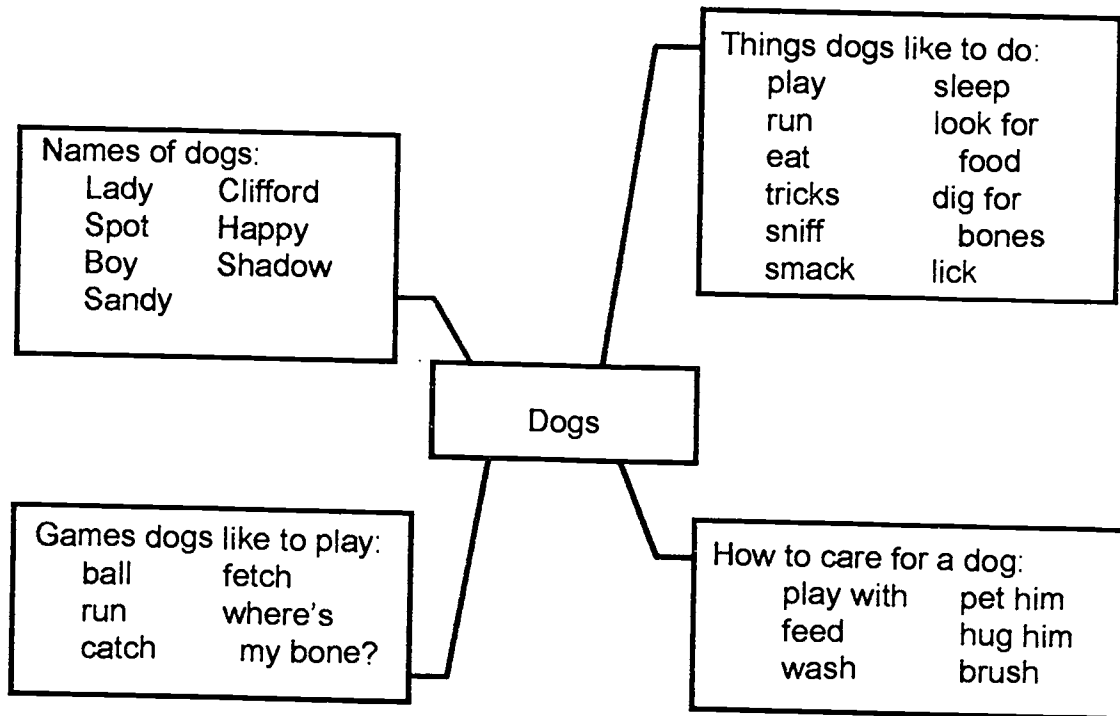 Things dogs like to do:
play sleep
run look for
eat food
tricks dig for
sniff bones
smack lick
Names of dogs:
Lady Clifford
Spot Happy
Boy Shadow
Sandy
Dogs
Games dogs like to play:
ball fetch
run where's
catch my bone?
How to care for a dog:
play with pet him
feed hug him
wash brush